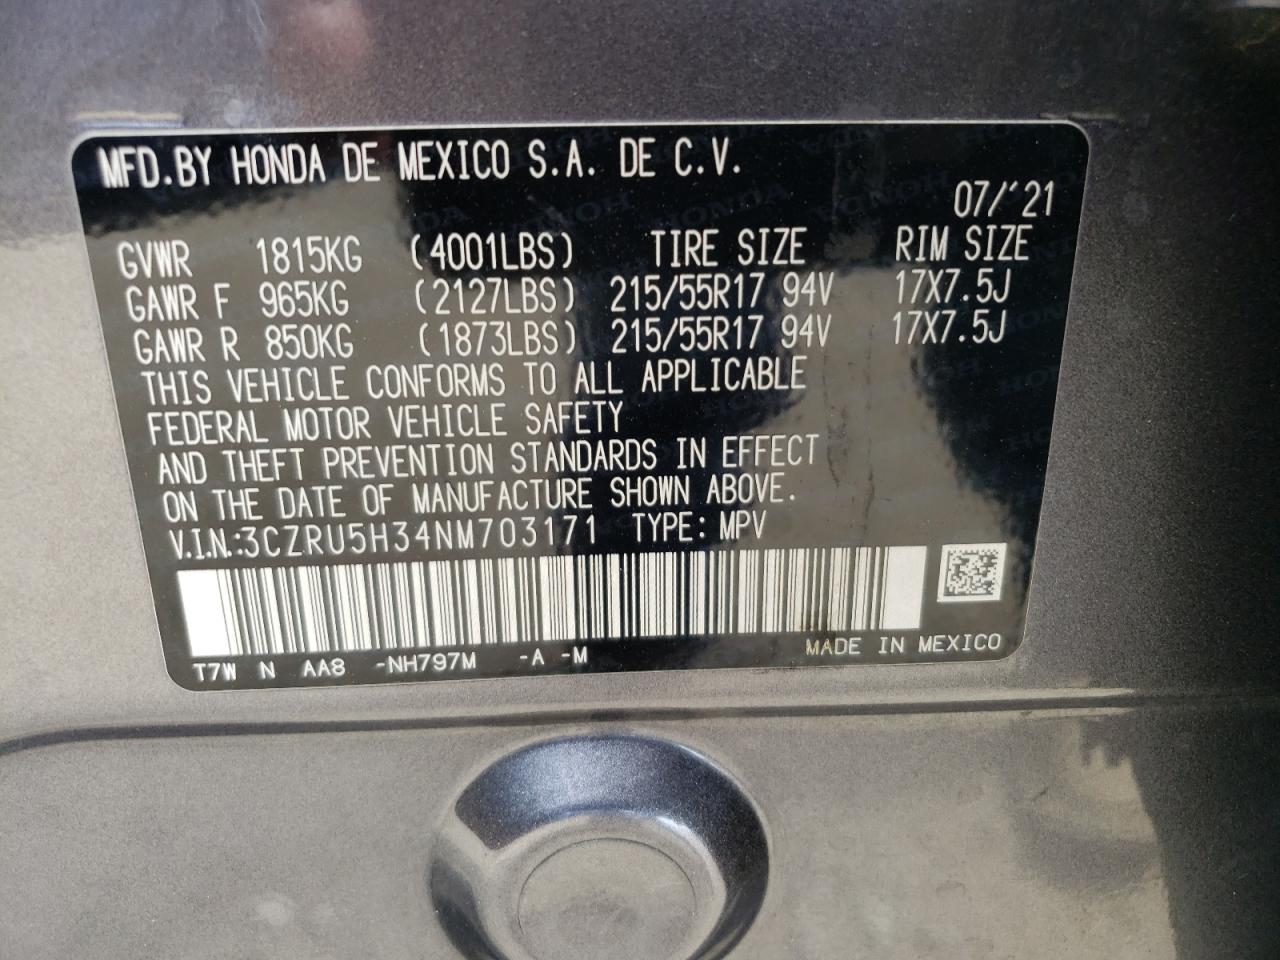 MFD.BY HONDA DE MEXICO S.A. DE C.V.
07/'21
GVWR 1815KG (4001LBS) TIRE SIZE RIM SIZE
GAWR F 965KG (2127LBS) 215/55R17 94V 17X7.5J
GAWR R 850KG (1873LBS) 215/55R17 94V 17X7.5J
THIS VEHICLE CONFORMS TO ALL APPLICABLE
FEDERAL MOTOR VEHICLE SAFETY
AND THEFT PREVENTION STANDARDS IN EFFECT
ON THE DATE OF MANUFACTURE SHOWN ABOVE.
V.I.N.:3CZRU5H34NM703171 TYPE: MPV
MADE IN MEXICO
T7W N AA8 -NH797M -A -M